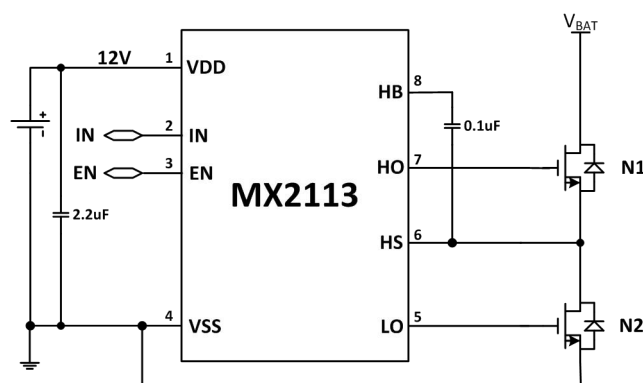 V_BAT
12V
1
VDD
8
HB
0.1uF
IN
2
IN
EN
3
EN
MX2113
HO
7
N1
2.2uF
HS
6
4
VSS
LO
5
N2
+